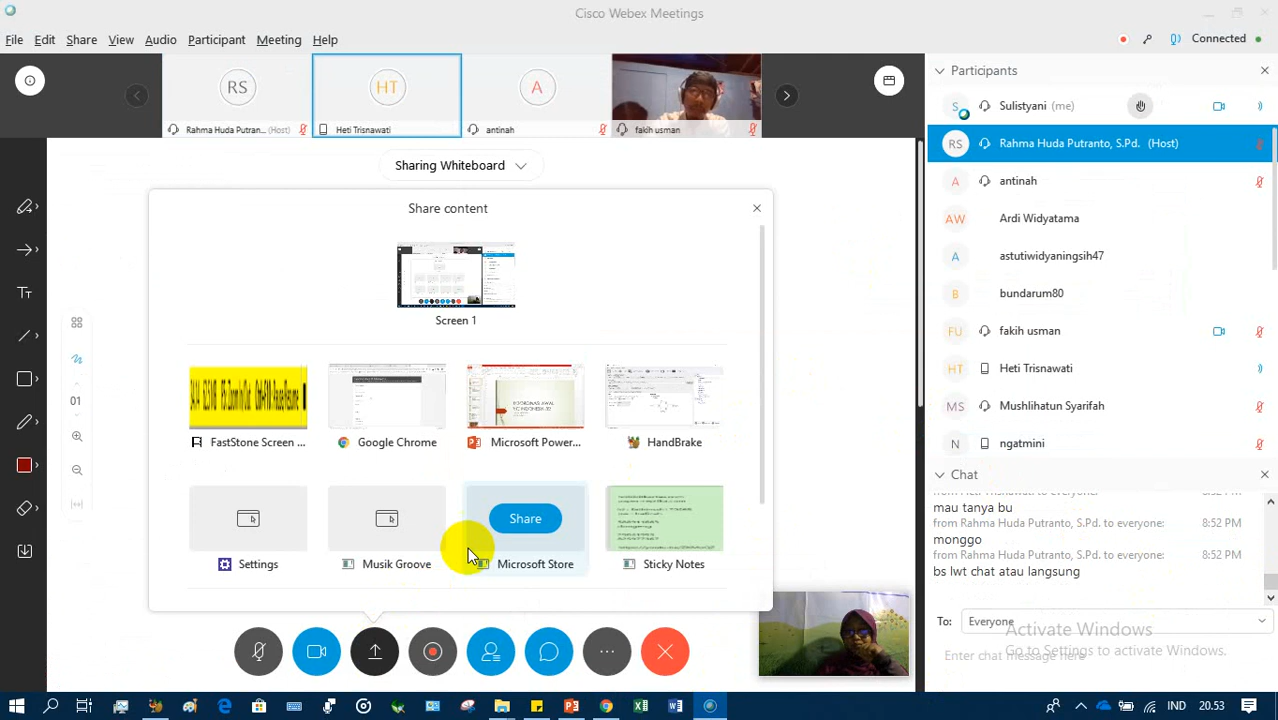 Cisco Webex Meetings
File Edit Share View Audio Participant Meeting Help
Connected
RS
HT
A
Rahma Huda Putran... (Host)
Heti Trisnawati
antinah
fakih usman
Sharing Whiteboard
Share content
Screen 1
FastStone Screen ...
Google Chrome
Microsoft Power...
HandBrake
Share
Settings
Musik Groove
Microsoft Store
Sticky Notes
01
Participants
S Sulistyani (me)
RS Rahma Huda Putranto, S.Pd. (Host)
A antinah
AW Ardi Widyatama
A astutiwidyaningsih47
B bundarum80
FU fakih usman
HT Heti Trisnawati
MS Mushlihatun Syarifah
N ngatmini
Chat
from Heti Trisnawati to everyone:
mau tanya bu
from Rahma Huda Putranto, S.Pd. to everyone: 8:52 PM
monggo
from Rahma Huda Putranto, S.Pd. to everyone: 8:52 PM
bs lwt chat atau langsung
To: Everyone
Enter chat message here
Activate Windows
Go to Settings to activate Windows.
IND 20.53